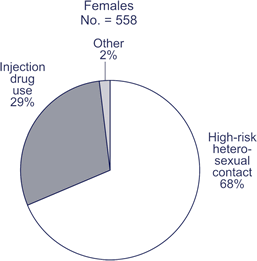 Females
No. = 558
Other
2%
Injection
drug
use
29%
High-risk
hetero-
sexual
contact
68%